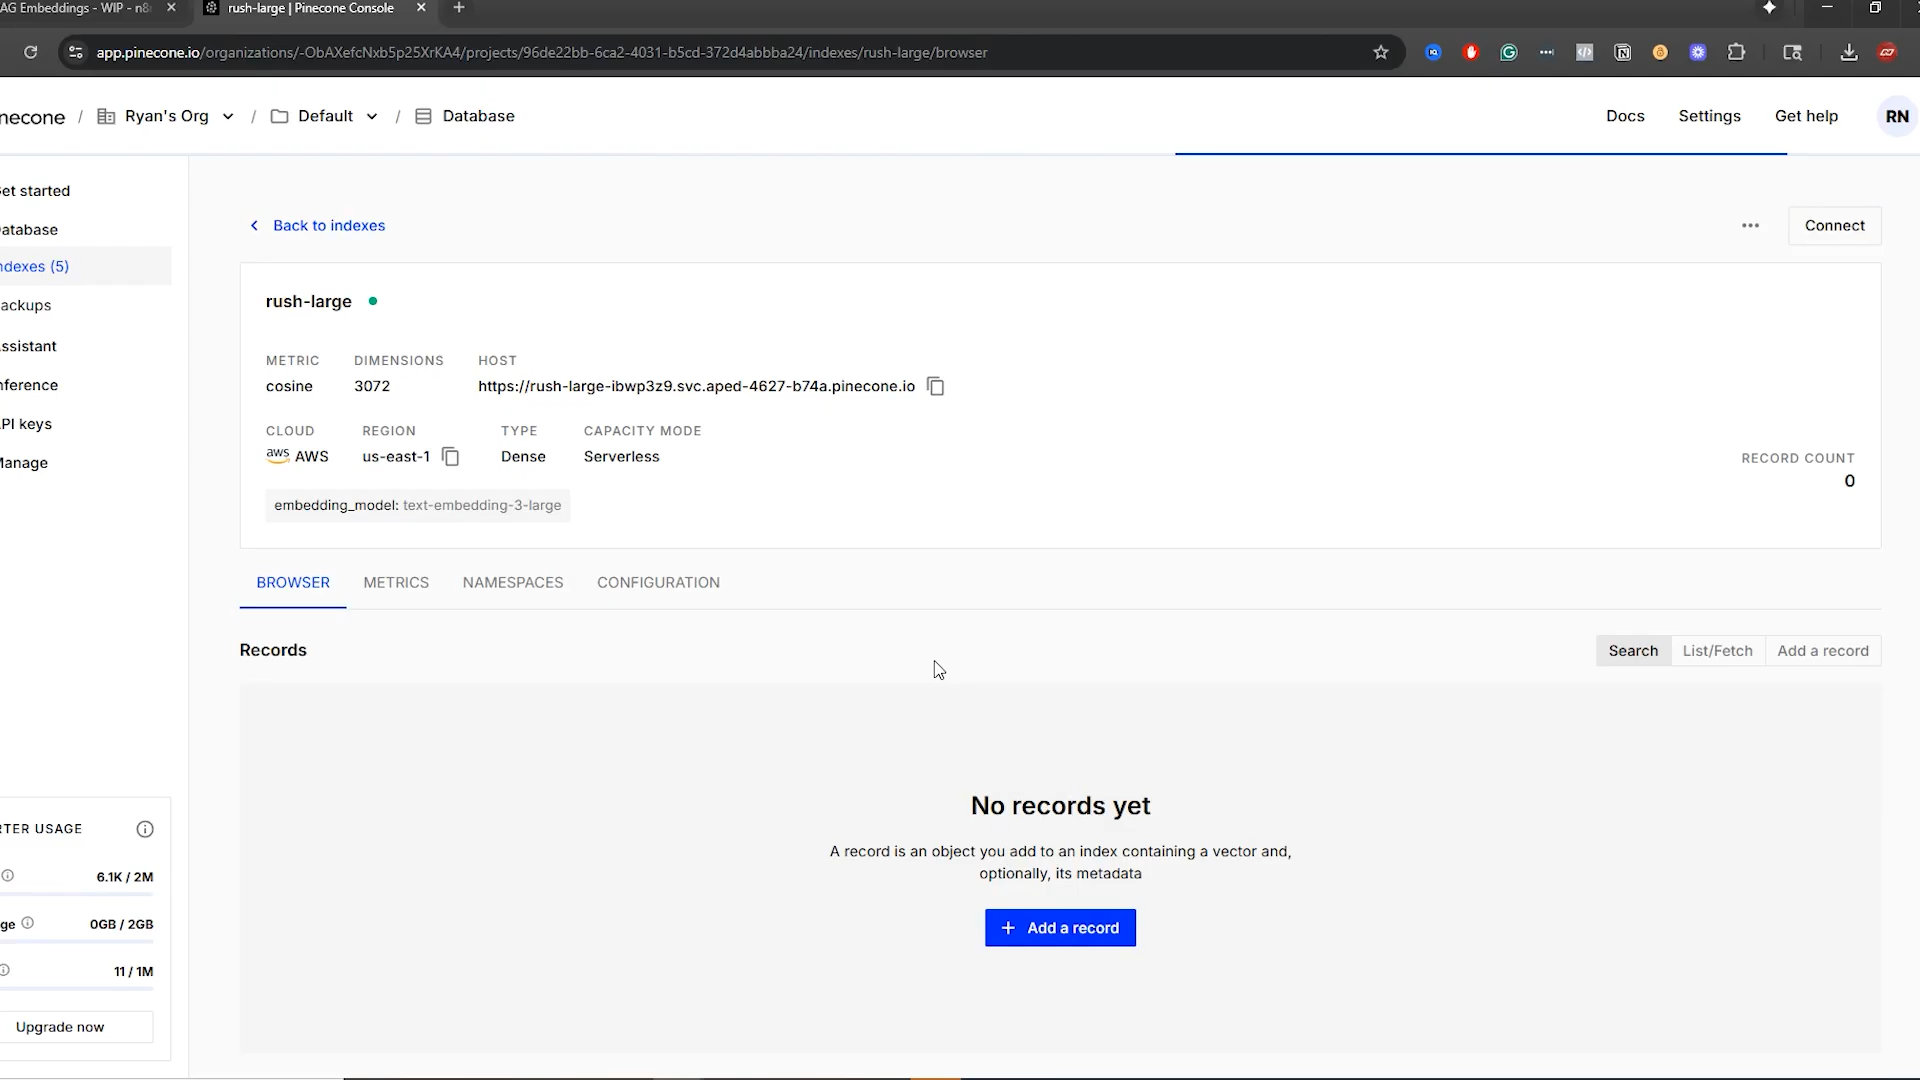 AG Embeddings - WIP - n8
rush-large | Pinecone Console
app.pinecone.io/organizations/-ObAXefcNxb5p25XrKA4/projects/96de22bb-6ca2-4031-b5cd-372d4abbba24/indexes/rush-large/browser
necone / Ryan's Org / Default / Database
Docs Settings Get help RN
et started
atabase
ndexes (5)
ackups
ssistant
nference
PI keys
Manage
Back to indexes
... Connect
rush-large
METRIC DIMENSIONS HOST
cosine 3072 https://rush-large-ibwp3z9.svc.aped-4627-b74a.pinecone.io
CLOUD REGION TYPE CAPACITY MODE
aws AWS us-east-1 Dense Serverless
RECORD COUNT
0
embedding_model: text-embedding-3-large
BROWSER METRICS NAMESPACES CONFIGURATION
Records
Search List/Fetch Add a record
No records yet
A record is an object you add to an index containing a vector and,
optionally, its metadata
+ Add a record
RTER USAGE
6.1K / 2M
ge 0GB / 2GB
11 / 1M
Upgrade now